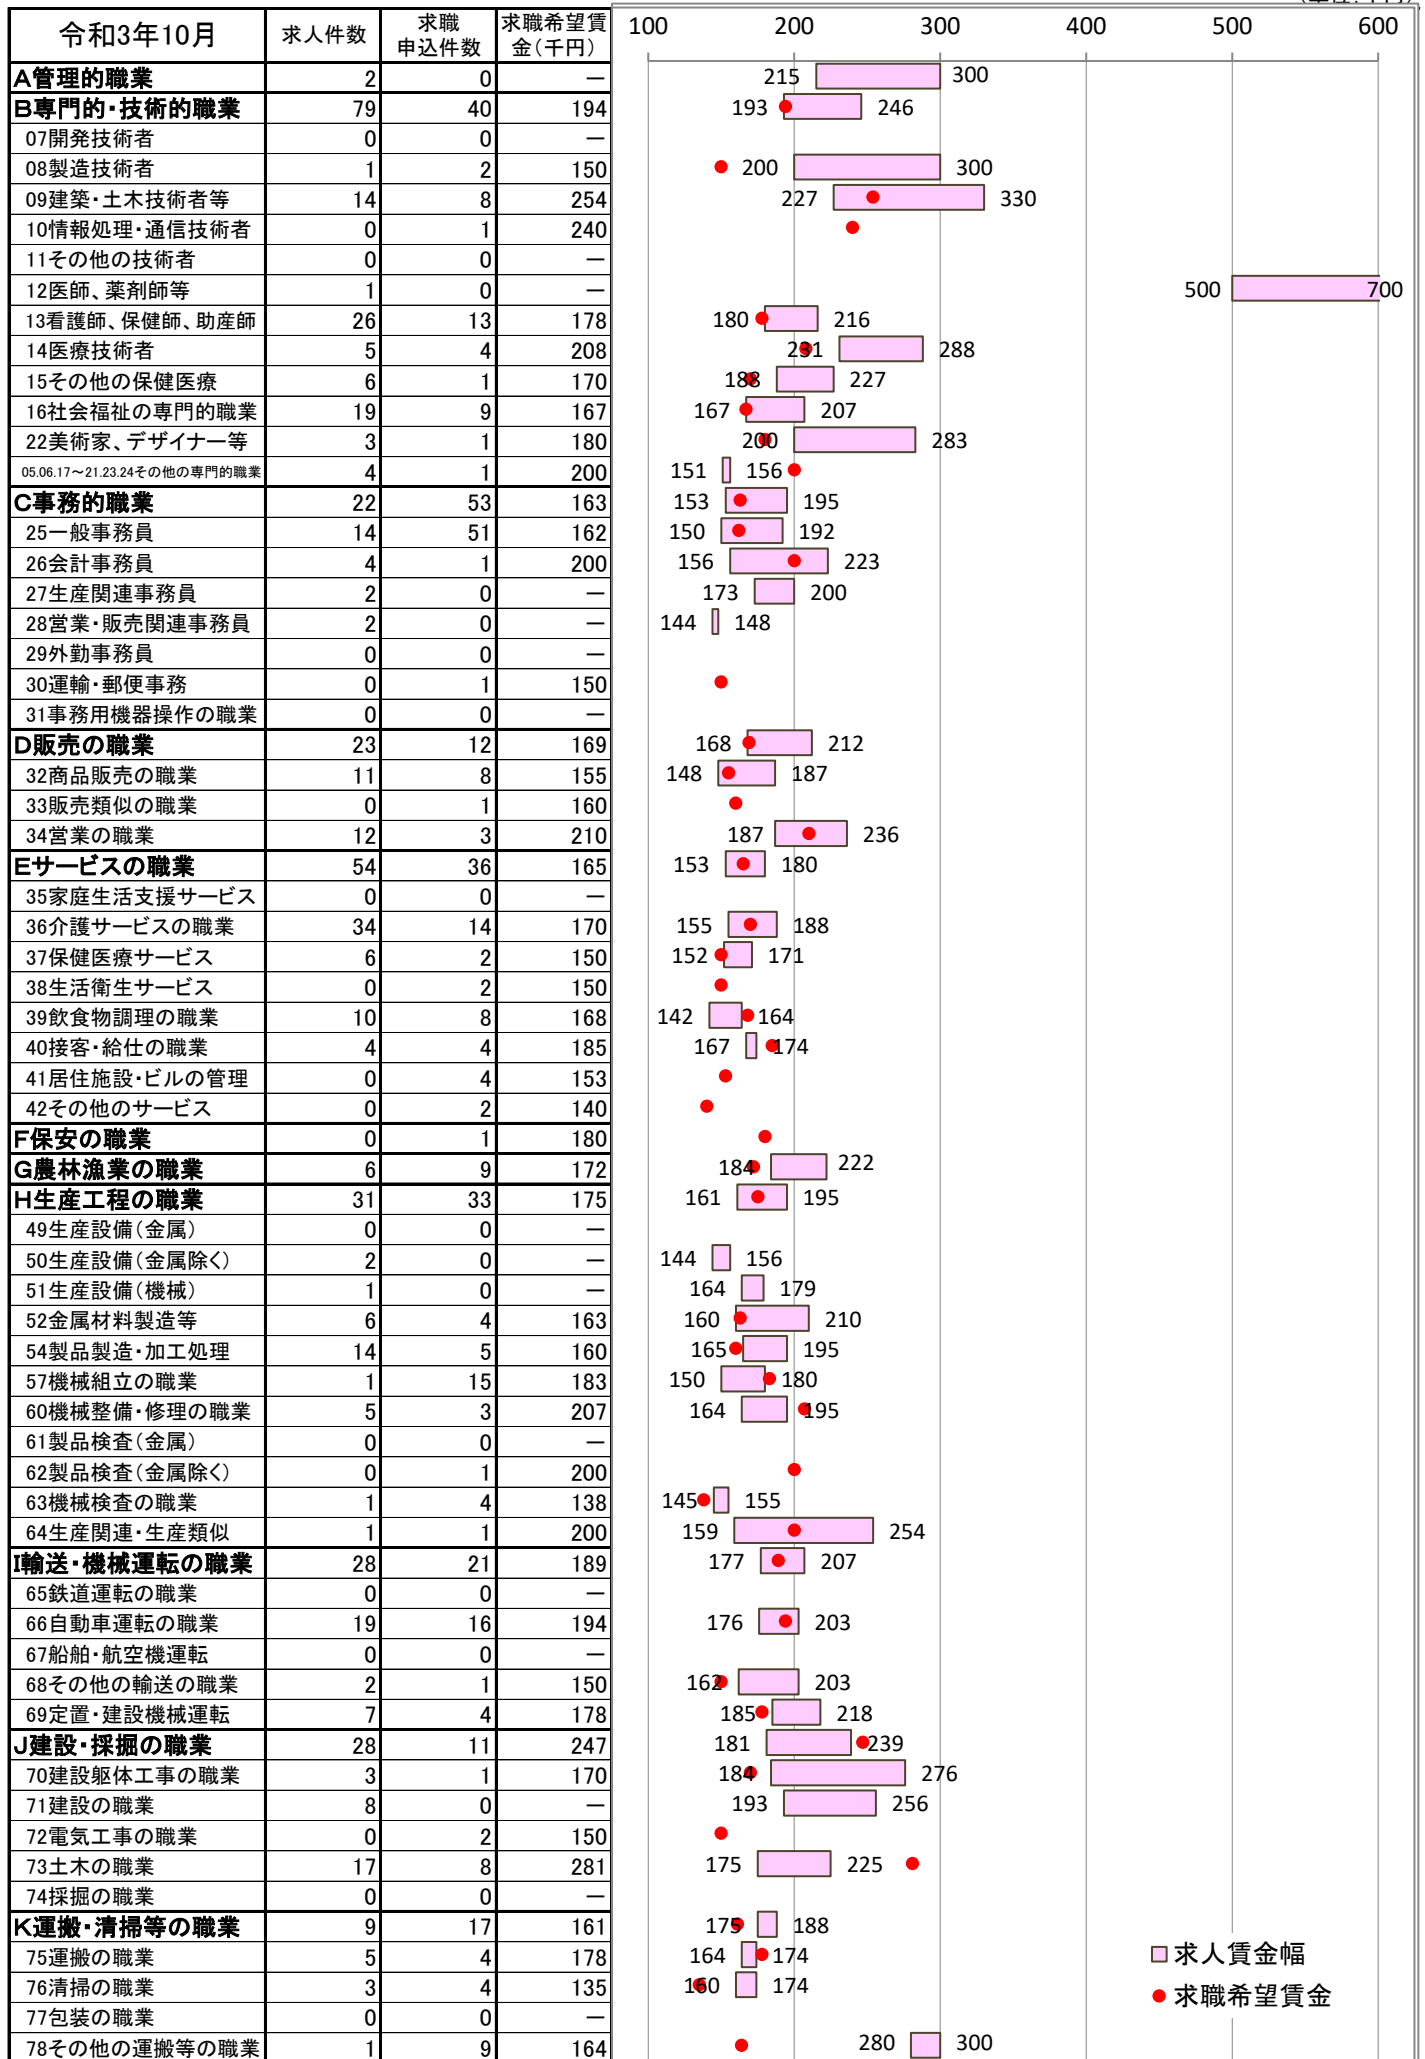 令和3年10月 求人件数 求職申込件数 求職希望賃金(千円) 100 200 300 400 500 600
A管理的職業 2 0 － 215 300
B専門的・技術的職業 79 40 194 193 246
07開発技術者 0 0 －
08製造技術者 1 2 150 200 300
09建築・土木技術者等 14 8 254 227 330
10情報処理・通信技術者 0 1 240
11その他の技術者 0 0 －
12医師、薬剤師等 1 0 － 500 700
13看護師、保健師、助産師 26 13 178 180 216
14医療技術者 5 4 208 231 288
15その他の保健医療 6 1 170 188 227
16社会福祉の専門的職業 19 9 167 167 207
22美術家、デザイナー等 3 1 180 200 283
05.06.17～21.23.24その他の専門的職業 4 1 200 151 156
C事務的職業 22 53 163 153 195
25一般事務員 14 51 162 150 192
26会計事務員 4 1 200 156 223
27生産関連事務員 2 0 － 173 200
28営業・販売関連事務員 2 0 － 144 148
29外勤事務員 0 0 －
30運輸・郵便事務 0 1 150
31事務用機器操作の職業 0 0 －
D販売の職業 23 12 169 168 212
32商品販売の職業 11 8 155 148 187
33販売類似の職業 0 1 160
34営業の職業 12 3 210 187 236
Eサービスの職業 54 36 165 153 180
35家庭生活支援サービス 0 0 －
36介護サービスの職業 34 14 170 155 188
37保健医療サービス 6 2 150 152 171
38生活衛生サービス 0 2 150
39飲食物調理の職業 10 8 168 142 164
40接客・給仕の職業 4 4 185 167 174
41居住施設・ビルの管理 0 4 153
42その他のサービス 0 2 140
F保安の職業 0 1 180
G農林漁業の職業 6 9 172 184 222
H生産工程の職業 31 33 175 161 195
49生産設備(金属) 0 0 －
50生産設備(金属除く) 2 0 － 144 156
51生産設備(機械) 1 0 － 164 179
52金属材料製造等 6 4 163 160 210
54製品製造・加工処理 14 5 160 165 195
57機械組立の職業 1 15 183 150 180
60機械整備・修理の職業 5 3 207 164 195
61製品検査(金属) 0 0 －
62製品検査(金属除く) 0 1 200
63機械検査の職業 1 4 138 145 155
64生産関連・生産類似 1 1 200 159 254
I輸送・機械運転の職業 28 21 189 177 207
65鉄道運転の職業 0 0 －
66自動車運転の職業 19 16 194 176 203
67船舶・航空機運転 0 0 －
68その他の輸送の職業 2 1 150 162 203
69定置・建設機械運転 7 4 178 185 218
J建設・採掘の職業 28 11 247 181 239
70建設躯体工事の職業 3 1 170 184 276
71建設の職業 8 0 － 193 256
72電気工事の職業 0 2 150
73土木の職業 17 8 281 175 225
74採掘の職業 0 0 －
K運搬・清掃等の職業 9 17 161 175 188
75運搬の職業 5 4 178 164 174
76清掃の職業 3 4 135 160 174
77包装の職業 0 0 －
78その他の運搬等の職業 1 9 164 280 300
求人賃金幅
求職希望賃金